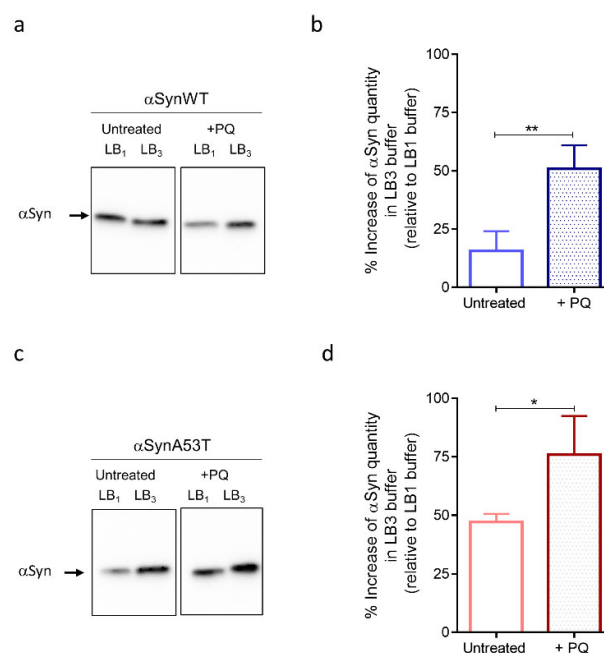 a
αSynWT
Untreated +PQ
LB1 LB3 LB1 LB3
αSyn
b
% Increase of αSyn quantity
in LB3 buffer
(relative to LB1 buffer)
100
75
50
25
0
**
Untreated + PQ
c
αSynA53T
Untreated +PQ
LB1 LB3 LB1 LB3
αSyn
d
% Increase of αSyn quantity
in LB3 buffer
(relative to LB1 buffer)
100
75
50
25
0
*
Untreated + PQ